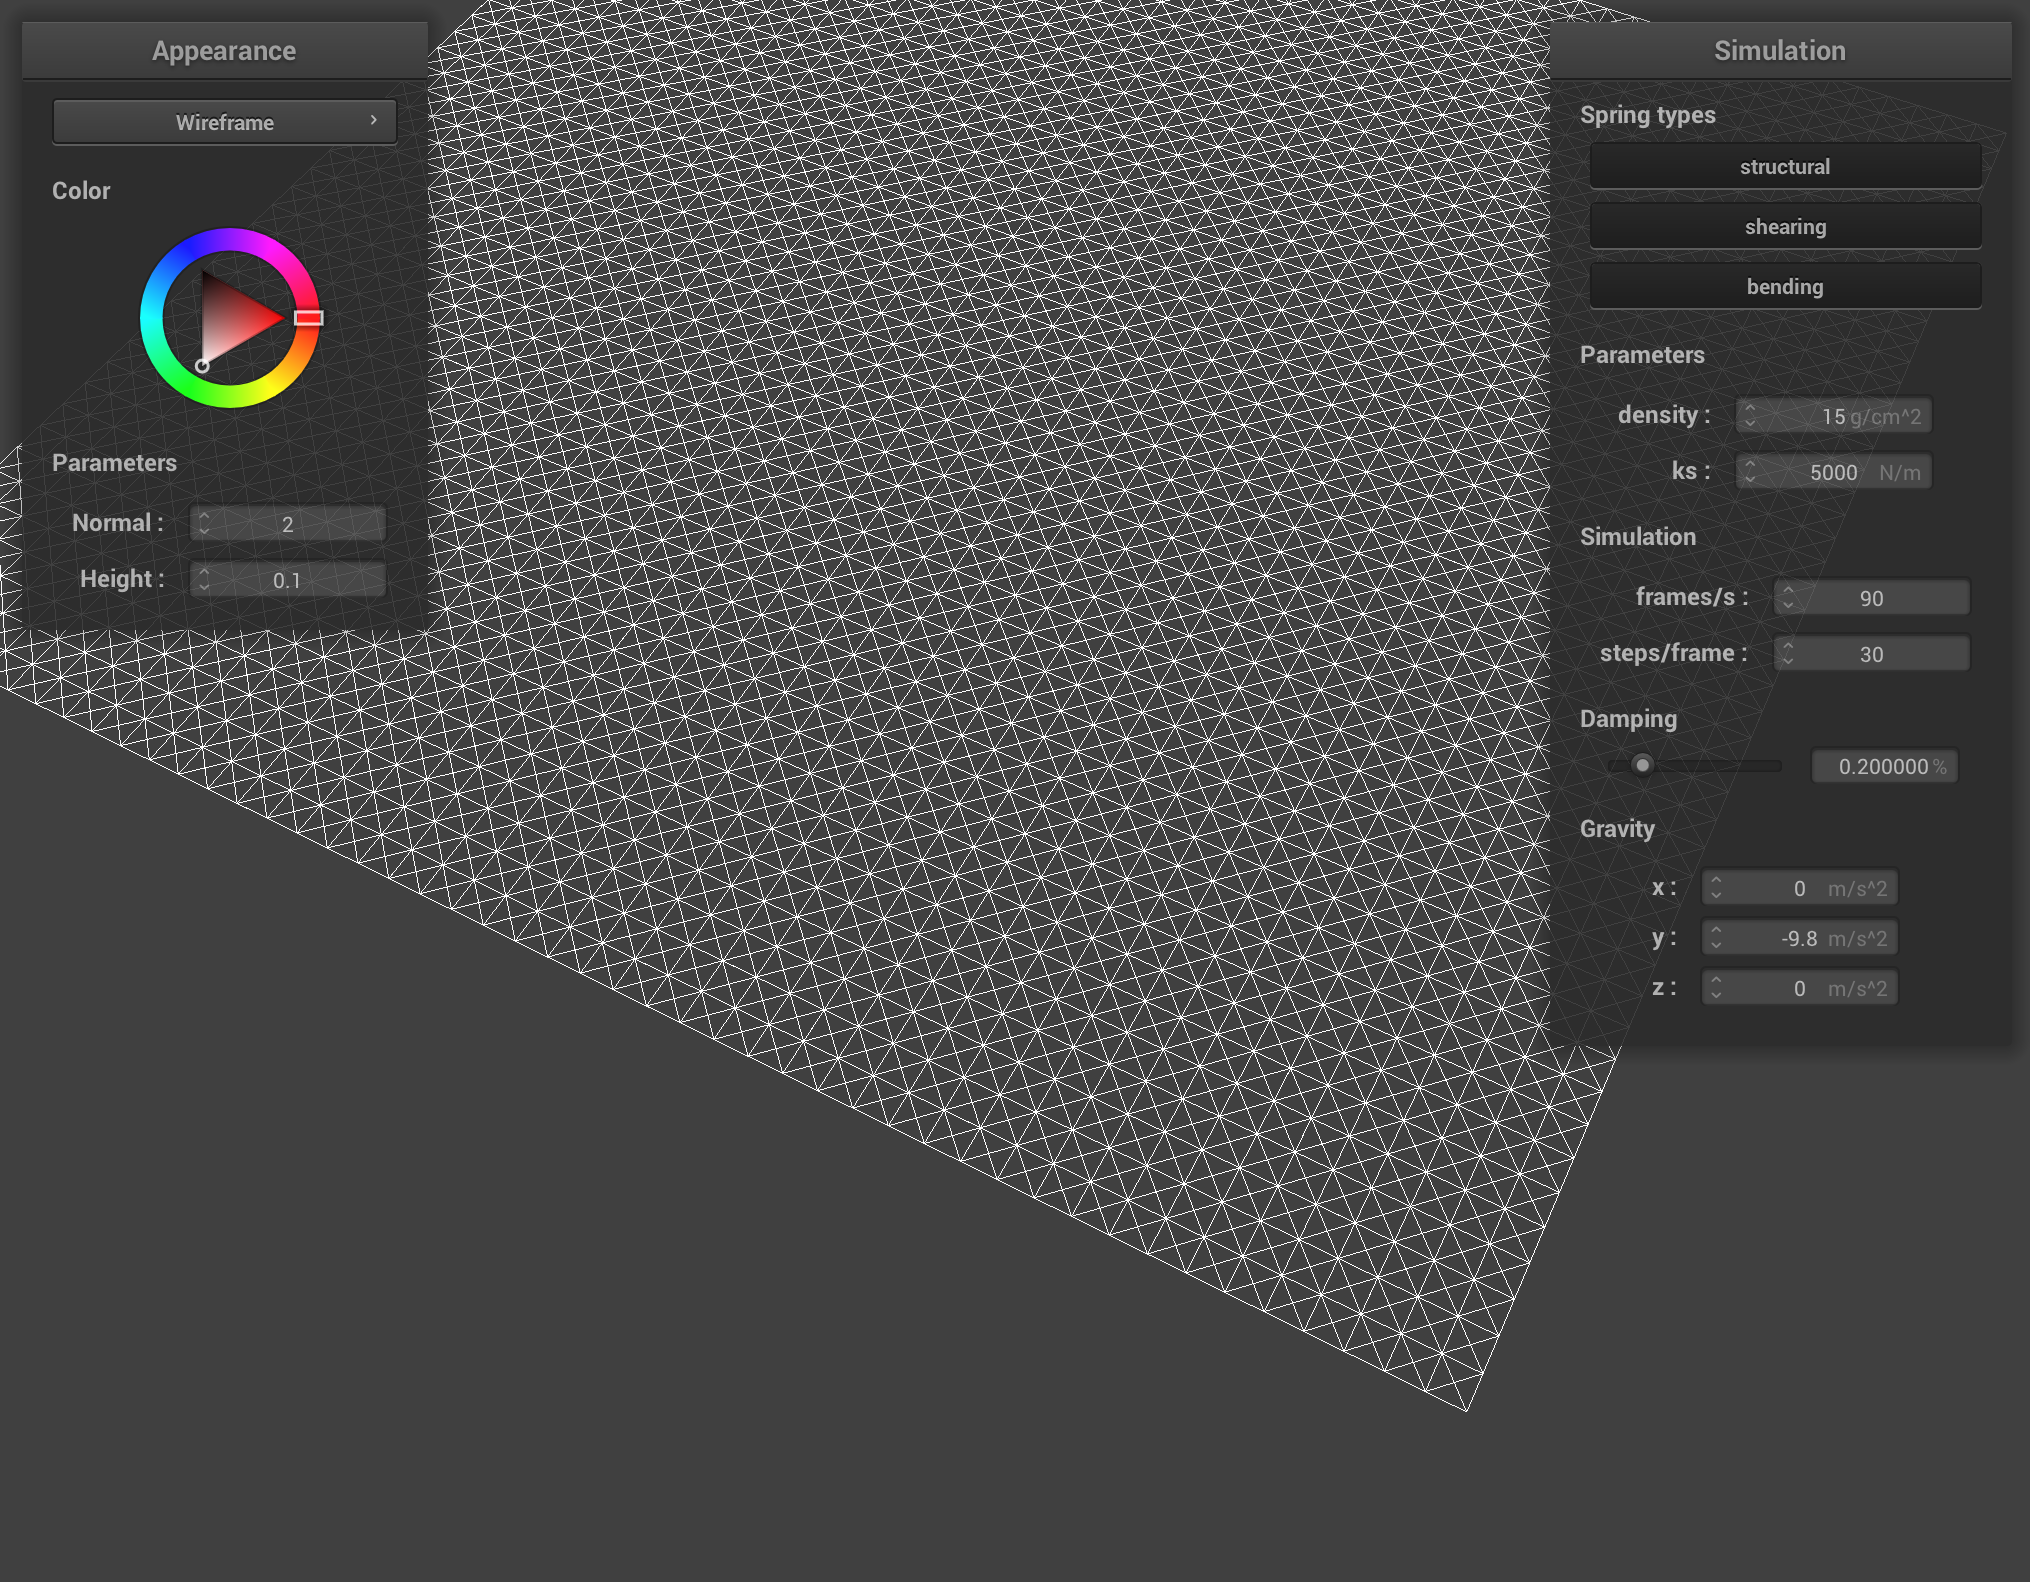 Appearance
Wireframe
Color
Parameters
Normal : 2
Height : 0.1
Simulation
Spring types
structural
shearing
bending
Parameters
density : 15 g/cm^2
ks : 5000 N/m
Simulation
frames/s : 90
steps/frame : 30
Damping
0.200000 %
Gravity
x : 0 m/s^2
y : -9.8 m/s^2
z : 0 m/s^2